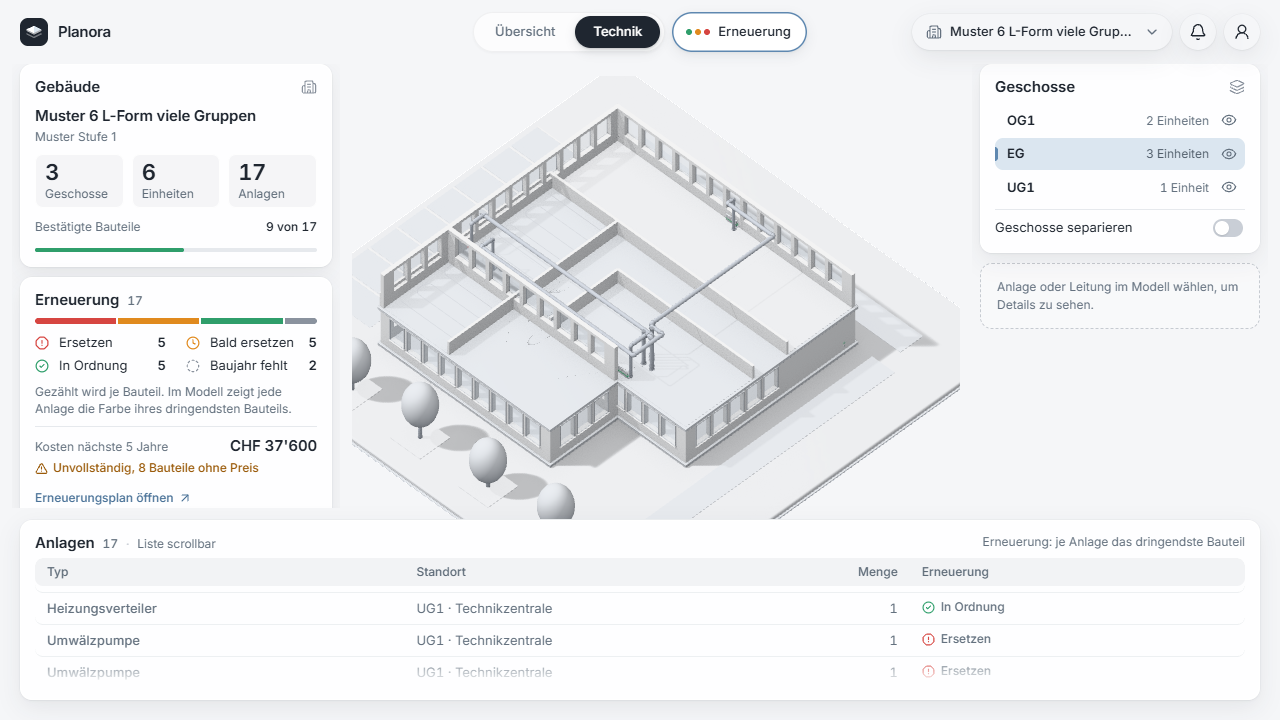 Planora
Übersicht
Technik
Erneuerung
Muster 6 L-Form viele Grup...
Gebäude
Muster 6 L-Form viele Gruppen
Muster Stufe 1
3
Geschosse
6
Einheiten
17
Anlagen
Bestätigte Bauteile
9 von 17
Erneuerung 17
Ersetzen 5
Bald ersetzen 5
In Ordnung 5
Baujahr fehlt 2
Gezählt wird je Bauteil. Im Modell zeigt jede
Anlage die Farbe ihres dringendsten Bauteils.
Kosten nächste 5 Jahre
CHF 37'600
Unvollständig, 8 Bauteile ohne Preis
Erneuerungsplan öffnen
Geschosse
OG1 2 Einheiten
EG 3 Einheiten
UG1 1 Einheit
Geschosse separieren
Anlage oder Leitung im Modell wählen, um
Details zu sehen.
Anlagen 17 · Liste scrollbar
Erneuerung: je Anlage das dringendste Bauteil
Typ Standort Menge Erneuerung
Heizungsverteiler UG1 · Technikzentrale 1 In Ordnung
Umwälzpumpe UG1 · Technikzentrale 1 Ersetzen
Umwälzpumpe UG1 · Technikzentrale 1 Ersetzen